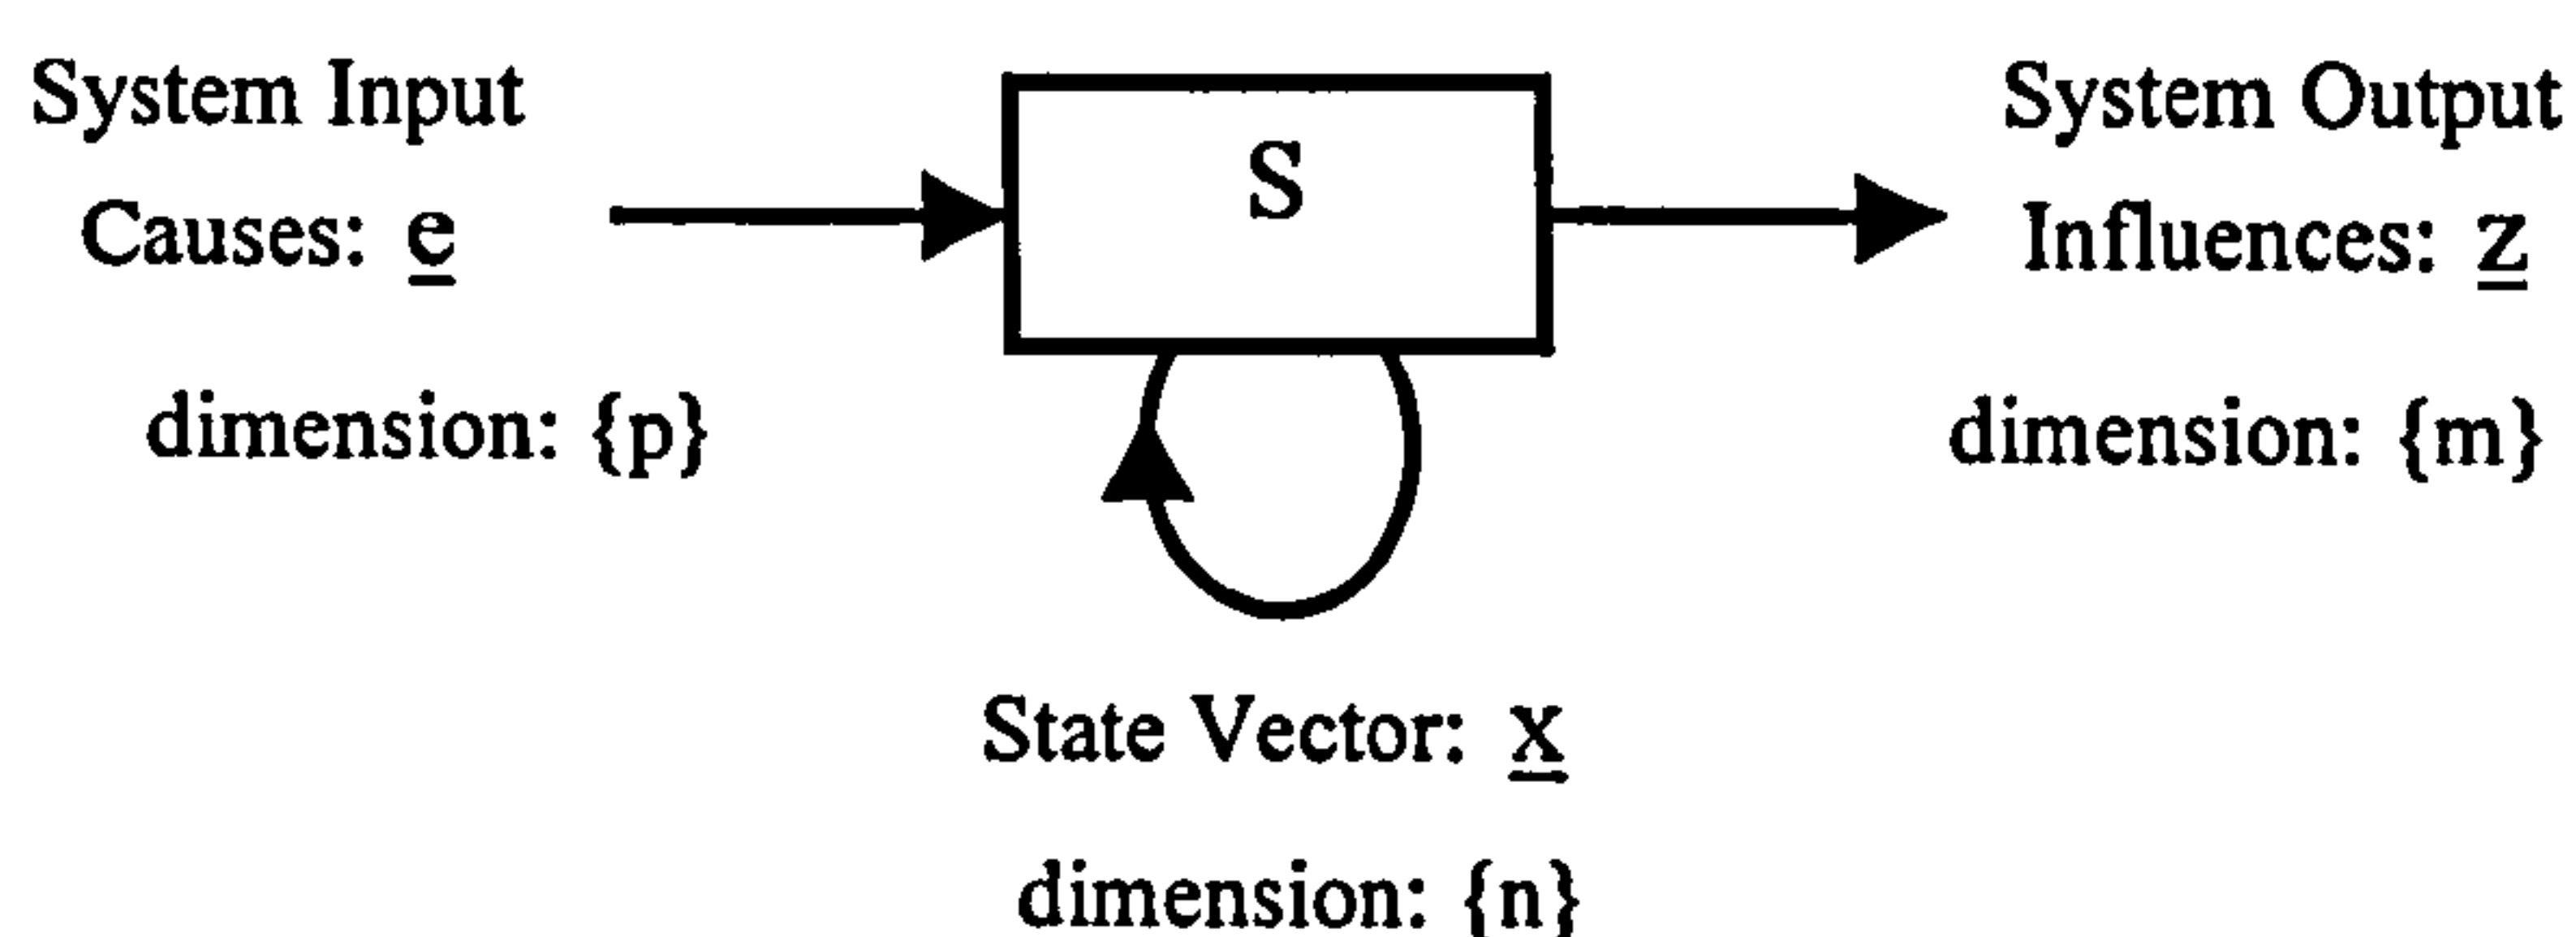 System Input
Causes: e
dimension: {p}
S
System Output
Influences: z
dimension: {m}
State Vector: x
dimension: {n}